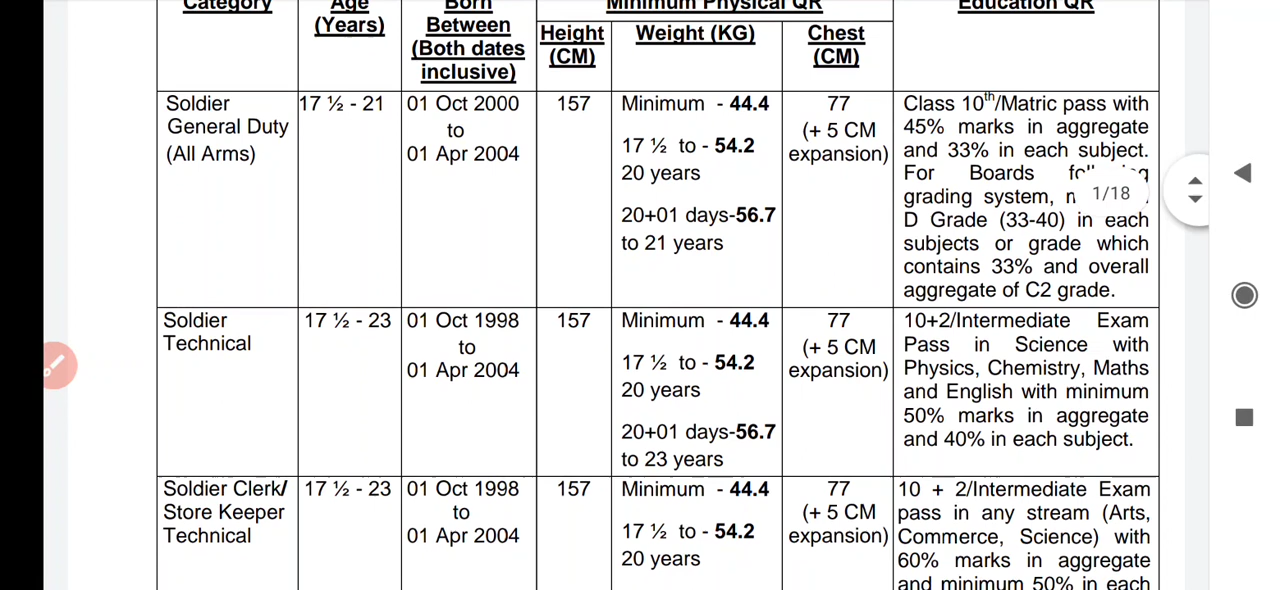 Category
Age
(Years)
Born
Between
(Both dates
inclusive)
Minimum Physical QR
Height
(CM)
Weight (KG)
Chest
(CM)
Education QR
Soldier
General Duty
(All Arms)
17 ½ - 21
01 Oct 2000
to
01 Apr 2004
157
Minimum - 44.4
17 ½ to - 54.2
20 years
20+01 days-56.7
to 21 years
77
(+ 5 CM
expansion)
Class 10th/Matric pass with
45% marks in aggregate
and 33% in each subject.
For Boards
grading system,
D Grade (33-40) in each
subjects or grade which
contains 33% and overall
aggregate of C2 grade.
1/18
Soldier
Technical
17 ½ - 23
01 Oct 1998
to
01 Apr 2004
157
Minimum - 44.4
17 ½ to - 54.2
20 years
20+01 days-56.7
to 23 years
77
(+ 5 CM
expansion)
10+2/Intermediate Exam
Pass in Science with
Physics, Chemistry, Maths
and English with minimum
50% marks in aggregate
and 40% in each subject.
Soldier Clerk/
Store Keeper
Technical
17 ½ - 23
01 Oct 1998
to
01 Apr 2004
157
Minimum - 44.4
17 ½ to - 54.2
20 years
77
(+ 5 CM
expansion)
10 + 2/Intermediate Exam
pass in any stream (Arts,
Commerce, Science) with
60% marks in aggregate
and minimum 50% in each